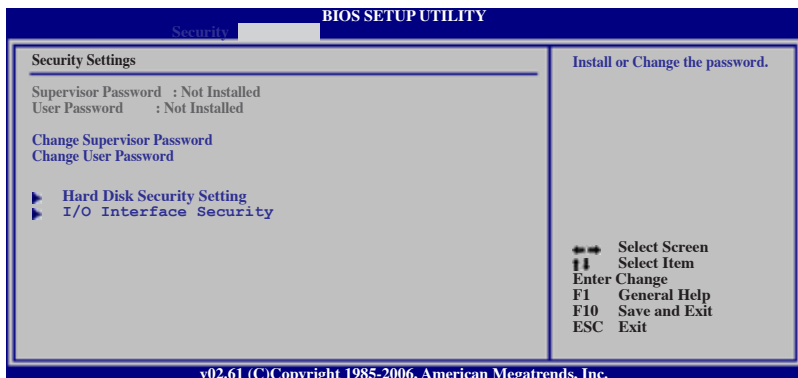 BIOS SETUP UTILITY
Security
Security Settings
Supervisor Password : Not Installed
User Password : Not Installed
Change Supervisor Password
Change User Password
Hard Disk Security Setting
I/O Interface Security
Install or Change the password.
Select Screen
Select Item
Enter Change
F1 General Help
F10 Save and Exit
ESC Exit
v02.61 (C)Copyright 1985-2006, American Megatrends, Inc.